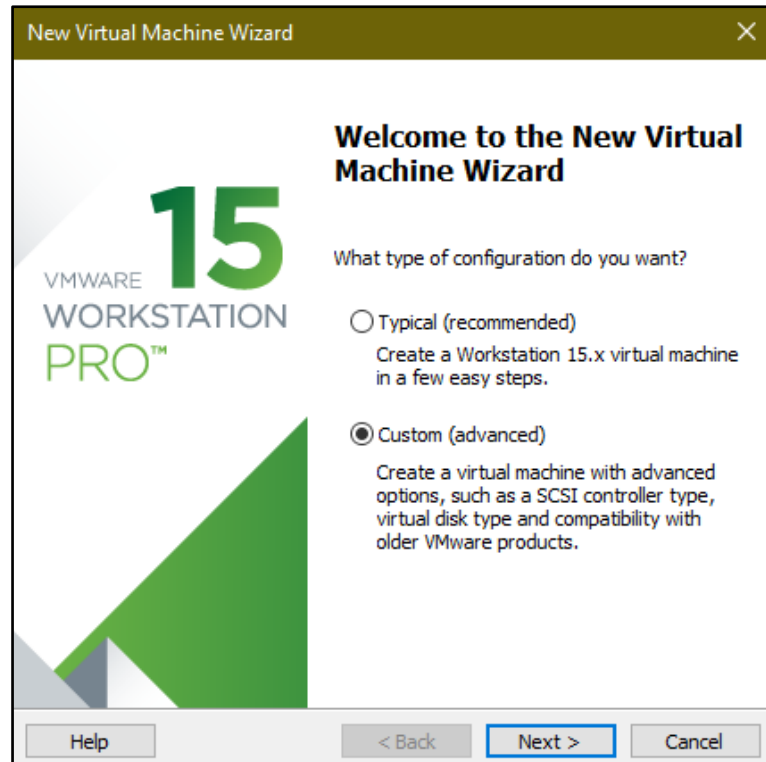 New Virtual Machine Wizard
15
VMWARE
WORKSTATION
PRO™
Welcome to the New Virtual
Machine Wizard
What type of configuration do you want?
Typical (recommended)
Create a Workstation 15.x virtual machine
in a few easy steps.
Custom (advanced)
Create a virtual machine with advanced
options, such as a SCSI controller type,
virtual disk type and compatibility with
older VMware products.
Help
< Back
Next >
Cancel